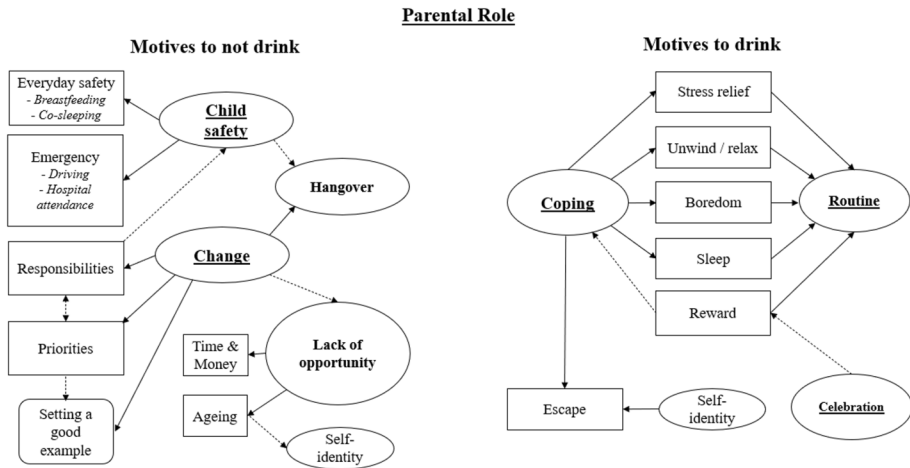 Parental Role
Motives to not drink
Everyday safety
- Breastfeeding
- Co-sleeping
Child
safety
Emergency
- Driving
- Hospital
attendance
Hangover
Responsibilities
Change
Priorities
Time &
Money
Lack of
opportunity
Setting a
good
example
Ageing
Self-
identity
Motives to drink
Stress relief
Unwind / relax
Coping
Boredom
Routine
Sleep
Reward
Escape
Self-
identity
Celebration